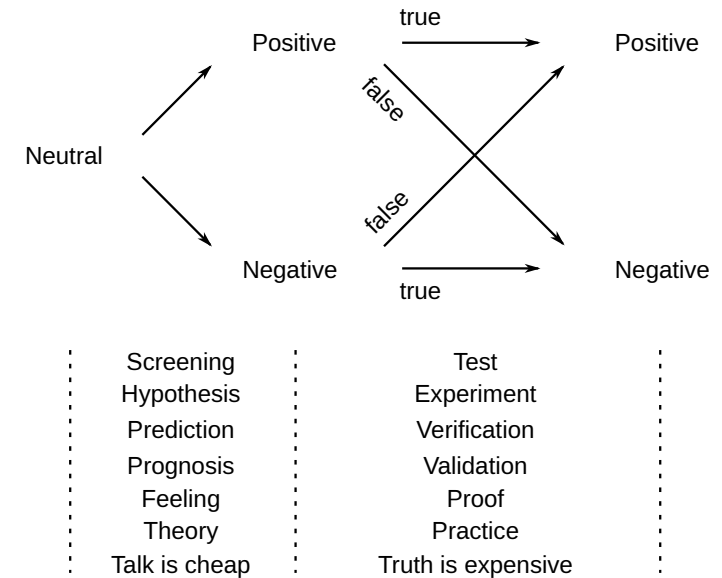 true
Positive
Positive
false
Neutral
false
Negative
Negative
true
Screening
Test
Hypothesis
Experiment
Prediction
Verification
Prognosis
Validation
Feeling
Proof
Theory
Practice
Talk is cheap
Truth is expensive